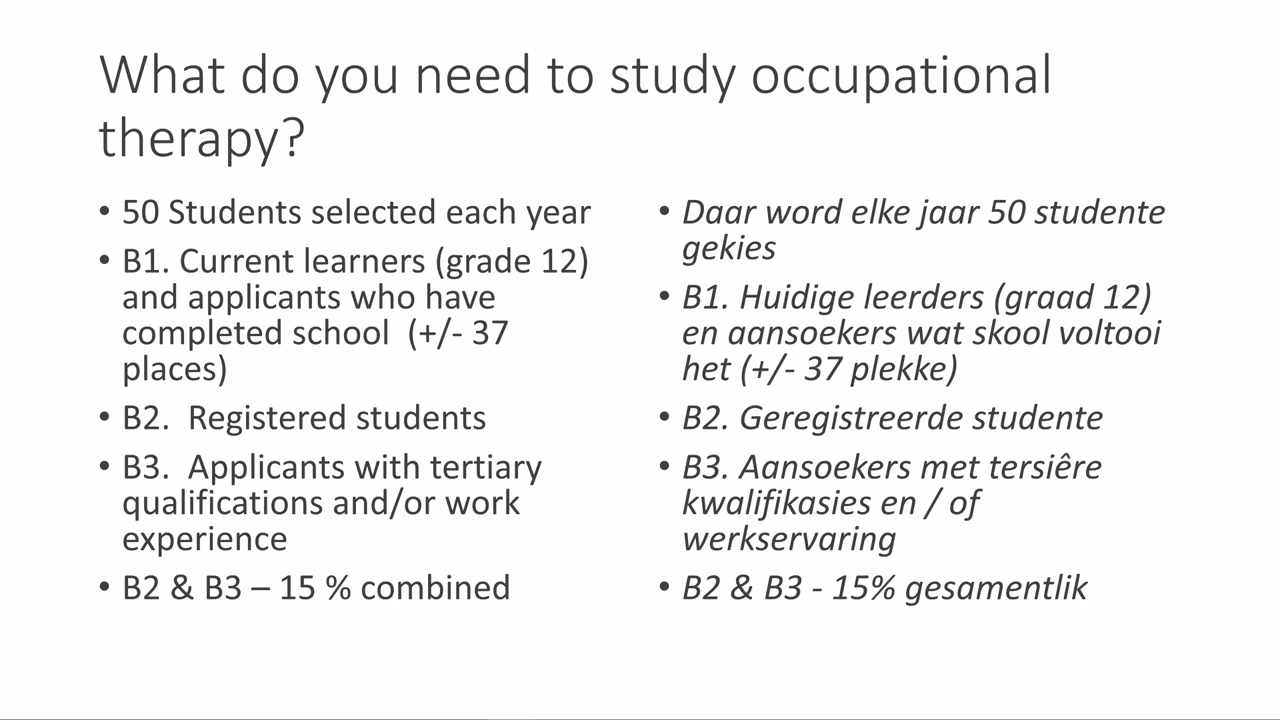 What do you need to study occupational
therapy?
• 50 Students selected each year
• B1. Current learners (grade 12)
and applicants who have
completed school  (+/- 37
places)
• B2.  Registered students
• B3.  Applicants with tertiary
qualifications and/or work
experience
• B2 & B3 – 15 % combined
• Daar word elke jaar 50 studente
gekies
• B1. Huidige leerders (graad 12)
en aansoekers wat skool voltooi
het (+/- 37 plekke)
• B2. Geregistreerde studente
• B3. Aansoekers met tersiêre
kwalifikasies en / of
werkservaring
• B2 & B3 - 15% gesamentlik